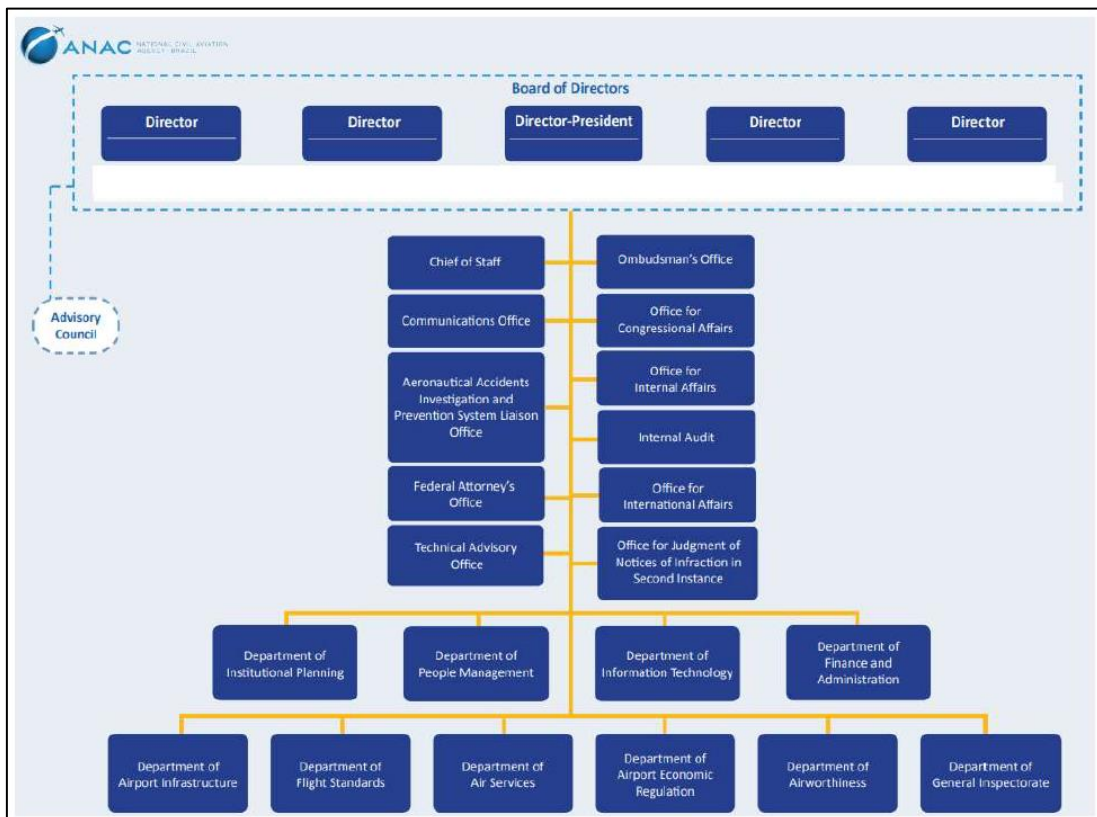 ANAC NATIONAL CIVIL AVIATION
AGENCY - BRAZIL
Board of Directors
Director
Director
Director-President
Director
Director
Advisory
Council
Chief of Staff
Ombudsman's Office
Communications Office
Office for
Congressional Affairs
Aeronautical Accidents
Investigation and
Prevention System Liaison
Office
Office for
Internal Affairs
Internal Audit
Federal Attorney's
Office
Office for
International Affairs
Technical Advisory
Office
Office for Judgment of
Notices of Infraction in
Second Instance
Department of
Institutional Planning
Department of
People Management
Department of
Information Technology
Department of
Finance and
Administration
Department of
Airport Infrastructure
Department of
Flight Standards
Department of
Air Services
Department of
Airport Economic
Regulation
Department of
Airworthiness
Department of
General Inspectorate